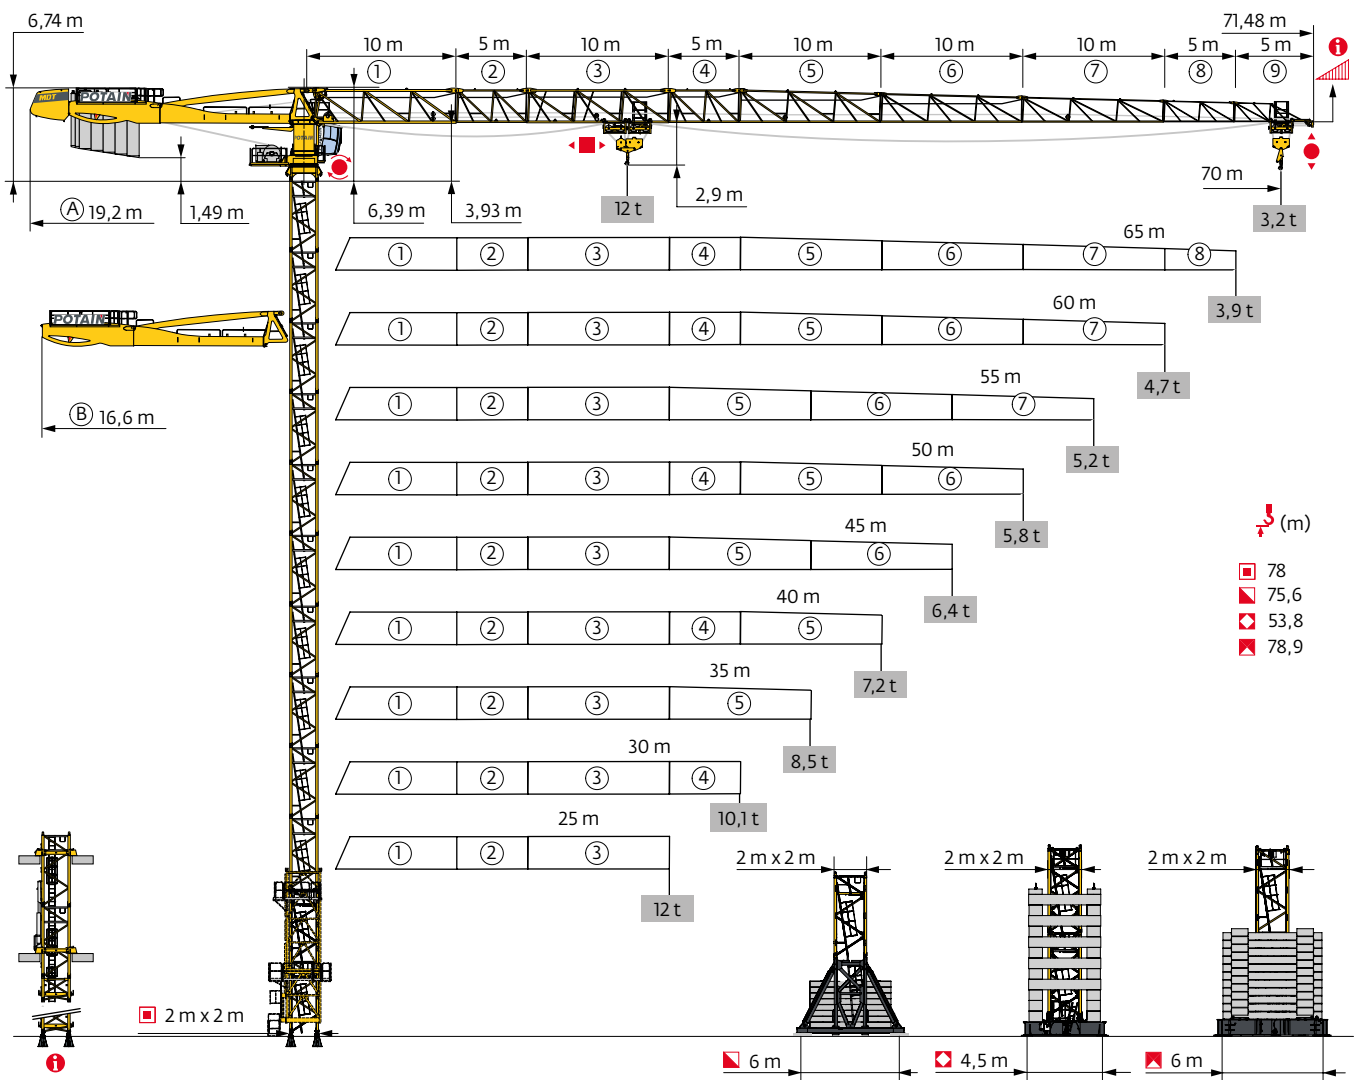 6,74 m
71,48 m
10 m 5 m 10 m 5 m 10 m 10 m 10 m 5 m 5 m
1 2 3 4 5 6 7 8 9
i
MDT POTAIN
POTAIN
70 m
2,9 m
A 19,2 m
1,49 m
6,39 m
3,93 m
12 t
3,2 t
65 m
1 2 3 4 5 6 7 8
3,9 t
POTAIN
60 m
1 2 3 4 5 6 7
4,7 t
B 16,6 m
55 m
1 2 3 5 6 7
5,2 t
50 m
1 2 3 4 5 6
5,8 t
(m)
78
75,6
53,8
78,9
45 m
1 2 3 5 6
6,4 t
40 m
1 2 3 4 5
7,2 t
35 m
1 2 3 5
8,5 t
30 m
1 2 3 4
10,1 t
25 m
1 2 3
12 t
2 m x 2 m 2 m x 2 m 2 m x 2 m
2 m x 2 m
i
6 m 4,5 m 6 m